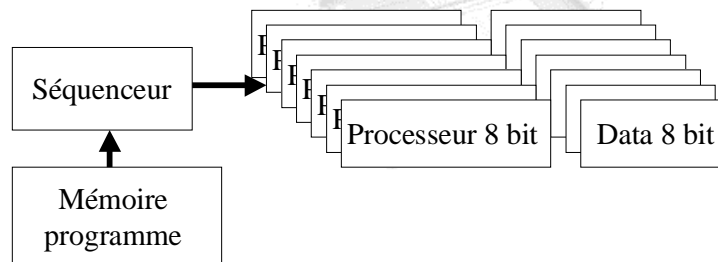 Séquenceur
Processeur 8 bit
Data 8 bit
Mémoire
programme